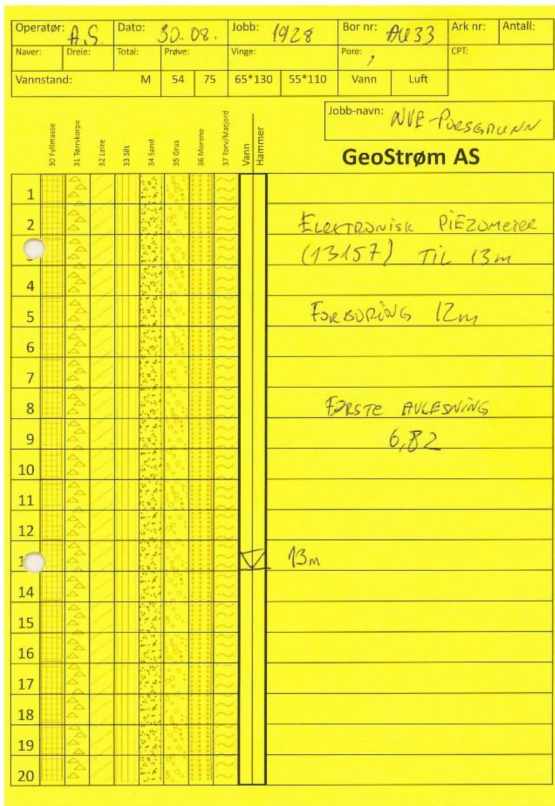 Operatør: A.S. Dato: 30.08. Jobb: 1928 Bor nr: AU33 Ark nr: Antall:
Naver: Dreie: Total: Prøve: Vinge: Pore: / CPT:
Vannstand: M 54 75 65*130 55*110 Vann Luft
Jobb-navn: NVE-PORSGRUNN
GeoStrøm AS
30 Fyllmasse
31 Tørrskorpe
32 Leire
33 Silt
34 Sand
35 Grus
36 Morene
37 Torv/Matjord
Vann
Hammer
1
2 ELEKTRONISK PIEZOMETER
(13157) TIL 13m
4
5 FORBORING 12m
6
7
8 FØRSTE AVLESNING
9 6,82
10
11
12
1 13m
14
15
16
17
18
19
20